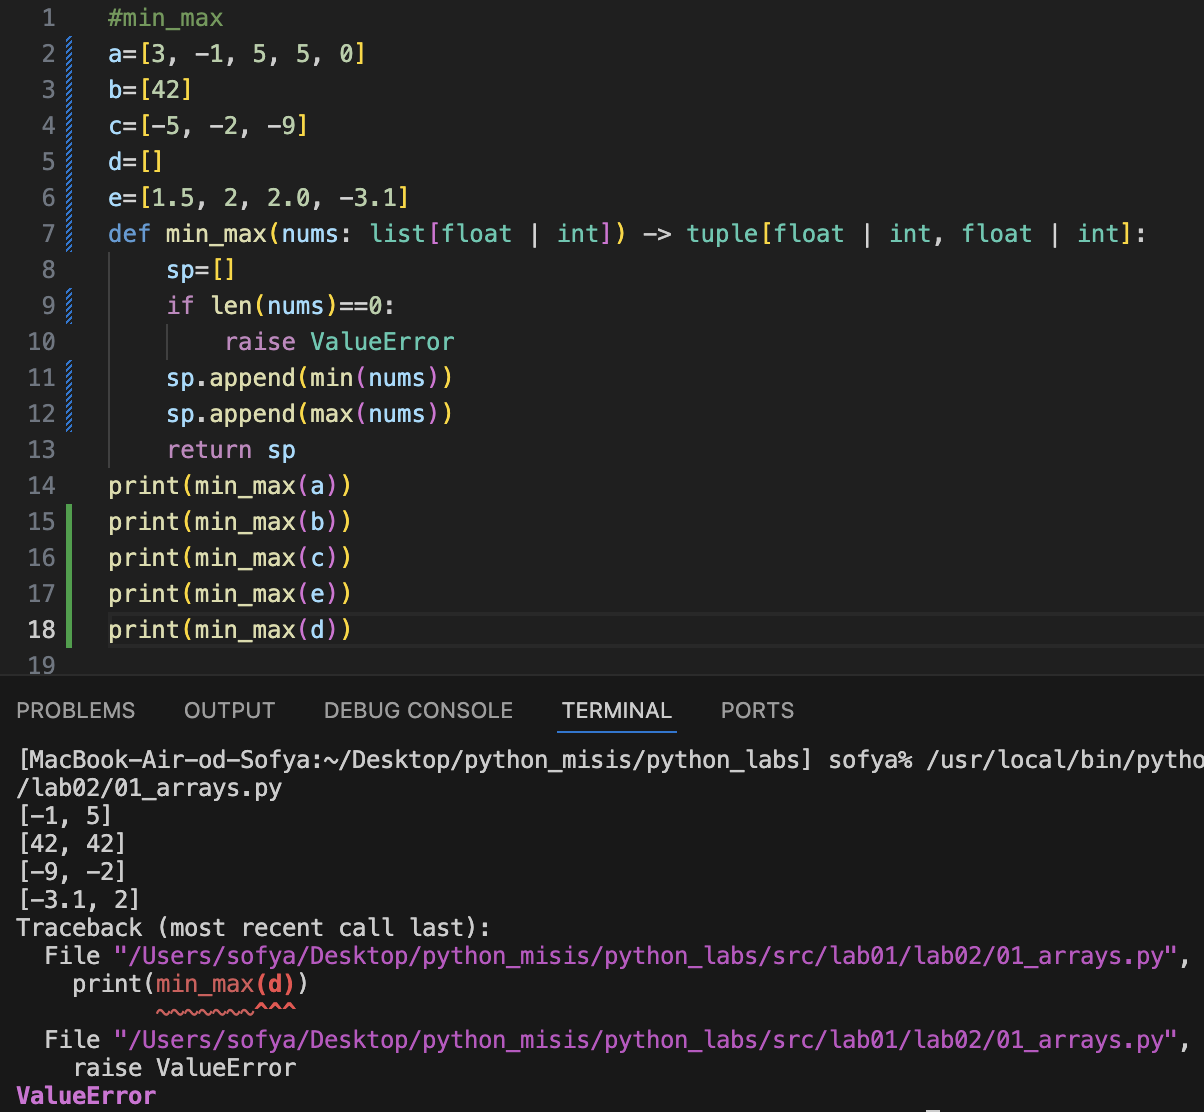 1 #min_max
2 a=[3, -1, 5, 5, 0]
3 b=[42]
4 c=[-5, -2, -9]
5 d=[]
6 e=[1.5, 2, 2.0, -3.1]
7 def min_max(nums: list[float | int]) -> tuple[float | int, float | int]:
8     sp=[]
9     if len(nums)==0:
10         raise ValueError
11     sp.append(min(nums))
12     sp.append(max(nums))
13     return sp
14 print(min_max(a))
15 print(min_max(b))
16 print(min_max(c))
17 print(min_max(e))
18 print(min_max(d))
19
PROBLEMS OUTPUT DEBUG CONSOLE TERMINAL PORTS
[MacBook-Air-od-Sofya:~/Desktop/python_misis/python_labs] sofya% /usr/local/bin/pytho
/lab02/01_arrays.py
[-1, 5]
[42, 42]
[-9, -2]
[-3.1, 2]
Traceback (most recent call last):
  File "/Users/sofya/Desktop/python_misis/python_labs/src/lab01/lab02/01_arrays.py",
    print(min_max(d))
          ~~~~~~~^^^
  File "/Users/sofya/Desktop/python_misis/python_labs/src/lab01/lab02/01_arrays.py",
    raise ValueError
ValueError